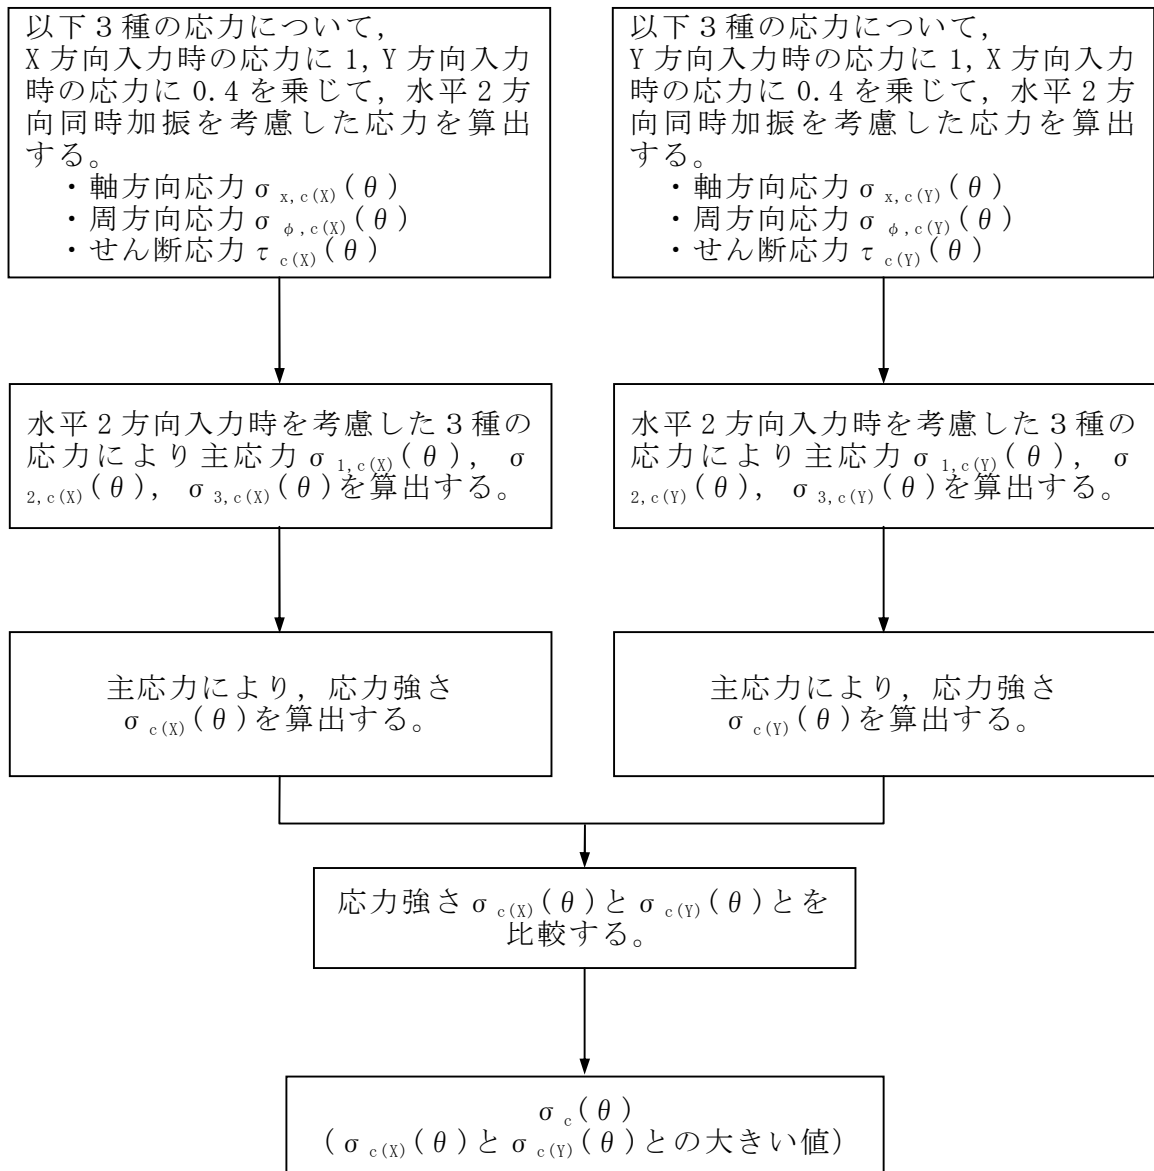 以下３種の応力について，
X 方向入力時の応力に 1，Y 方向入力
時の応力に 0.4 を乗じて，水平２方
向同時加振を考慮した応力を算出
する。
・軸方向応力σx,c(X)(θ)
・周方向応力σφ,c(X)(θ)
・せん断応力τc(X)(θ)
以下３種の応力について，
Y 方向入力時の応力に 1，X 方向入力
時の応力に 0.4 を乗じて，水平２方
向同時加振を考慮した応力を算出
する。
・軸方向応力σx,c(Y)(θ)
・周方向応力σφ,c(Y)(θ)
・せん断応力τc(Y)(θ)
水平２方向入力時を考慮した３種の
応力により主応力σ1,c(X)(θ)，σ
2,c(X)(θ)，σ3,c(X)(θ)を算出する。
水平２方向入力時を考慮した３種の
応力により主応力σ1,c(Y)(θ)，σ
2,c(Y)(θ)，σ3,c(Y)(θ)を算出する。
主応力により，応力強さ
σc(X)(θ)を算出する。
主応力により，応力強さ
σc(Y)(θ)を算出する。
応力強さσc(X)(θ)とσc(Y)(θ)とを
比較する。
σc(θ)
(σc(X)(θ)とσc(Y)(θ)との大きい値)